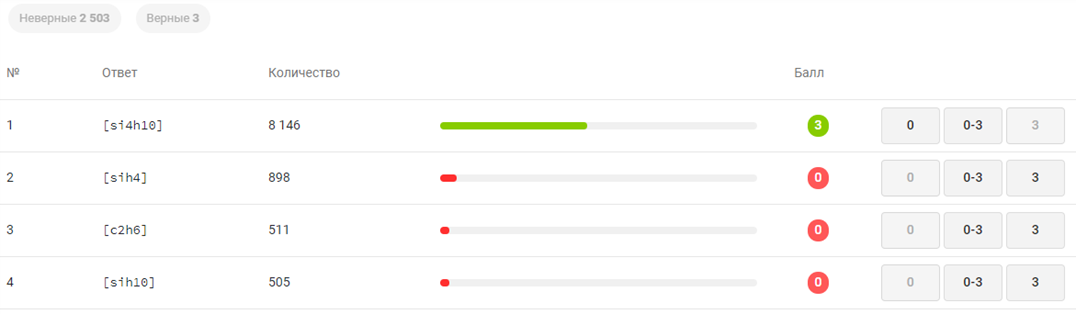 Неверные 2 503 Верные 3
№ Ответ Количество Балл
1 [si4h10] 8 146 3 0 0-3 3
2 [sih4] 898 0 0 0-3 3
3 [c2h6] 511 0 0 0-3 3
4 [sih10] 505 0 0 0-3 3